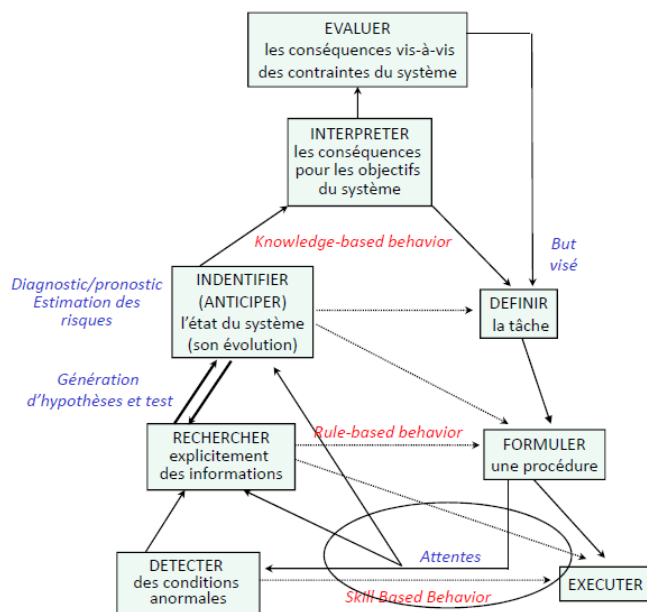 EVALUER
les conséquences vis-à-vis
des contraintes du système
INTERPRETER
les conséquences
pour les objectifs
du système
Knowledge-based behavior
But
visé
Diagnostic/pronostic
Estimation des
risques
INDENTIFIER
(ANTICIPER)
l'état du système
(son évolution)
DEFINIR
la tâche
Génération
d'hypothèses et test
RECHERCHER
explicitement
des informations
Rule-based behavior
FORMULER
une procédure
Attentes
DETECTER
des conditions
anormales
Skill Based Behavior
EXECUTER